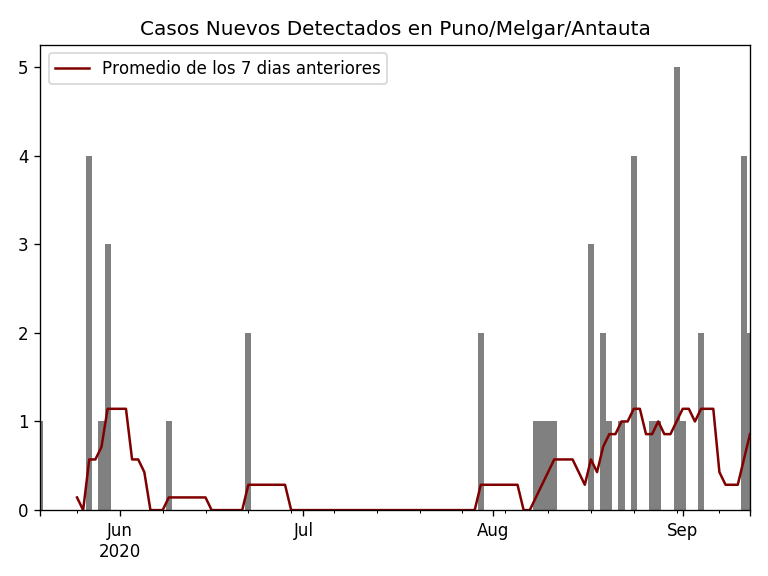 Casos Nuevos Detectados en Puno/Melgar/Antauta
Promedio de los 7 dias anteriores
5
4
3
2
1
0
Jun
2020
Jul
Aug
Sep